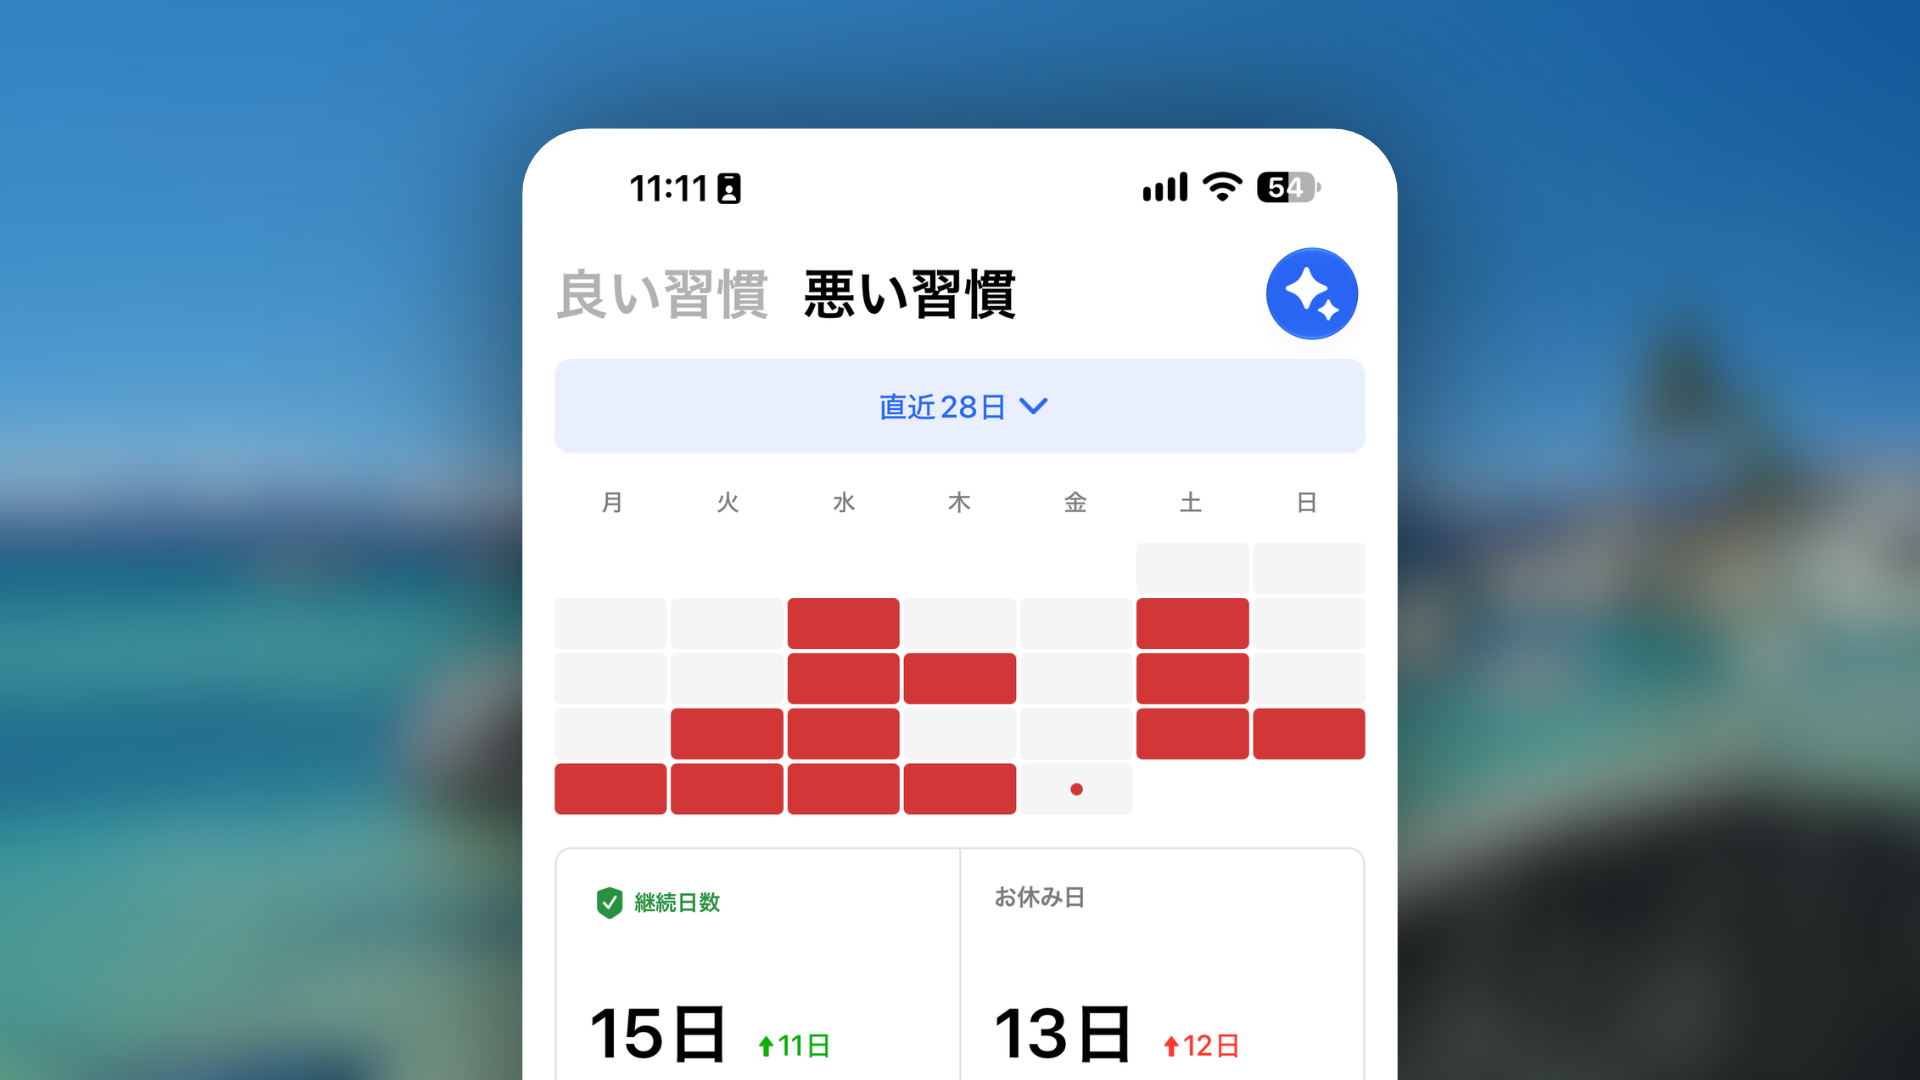 11:11 54
良い習慣 悪い習慣
直近28日
月 火 水 木 金 土 日
継続日数 お休み日
15日 11日 13日 12日